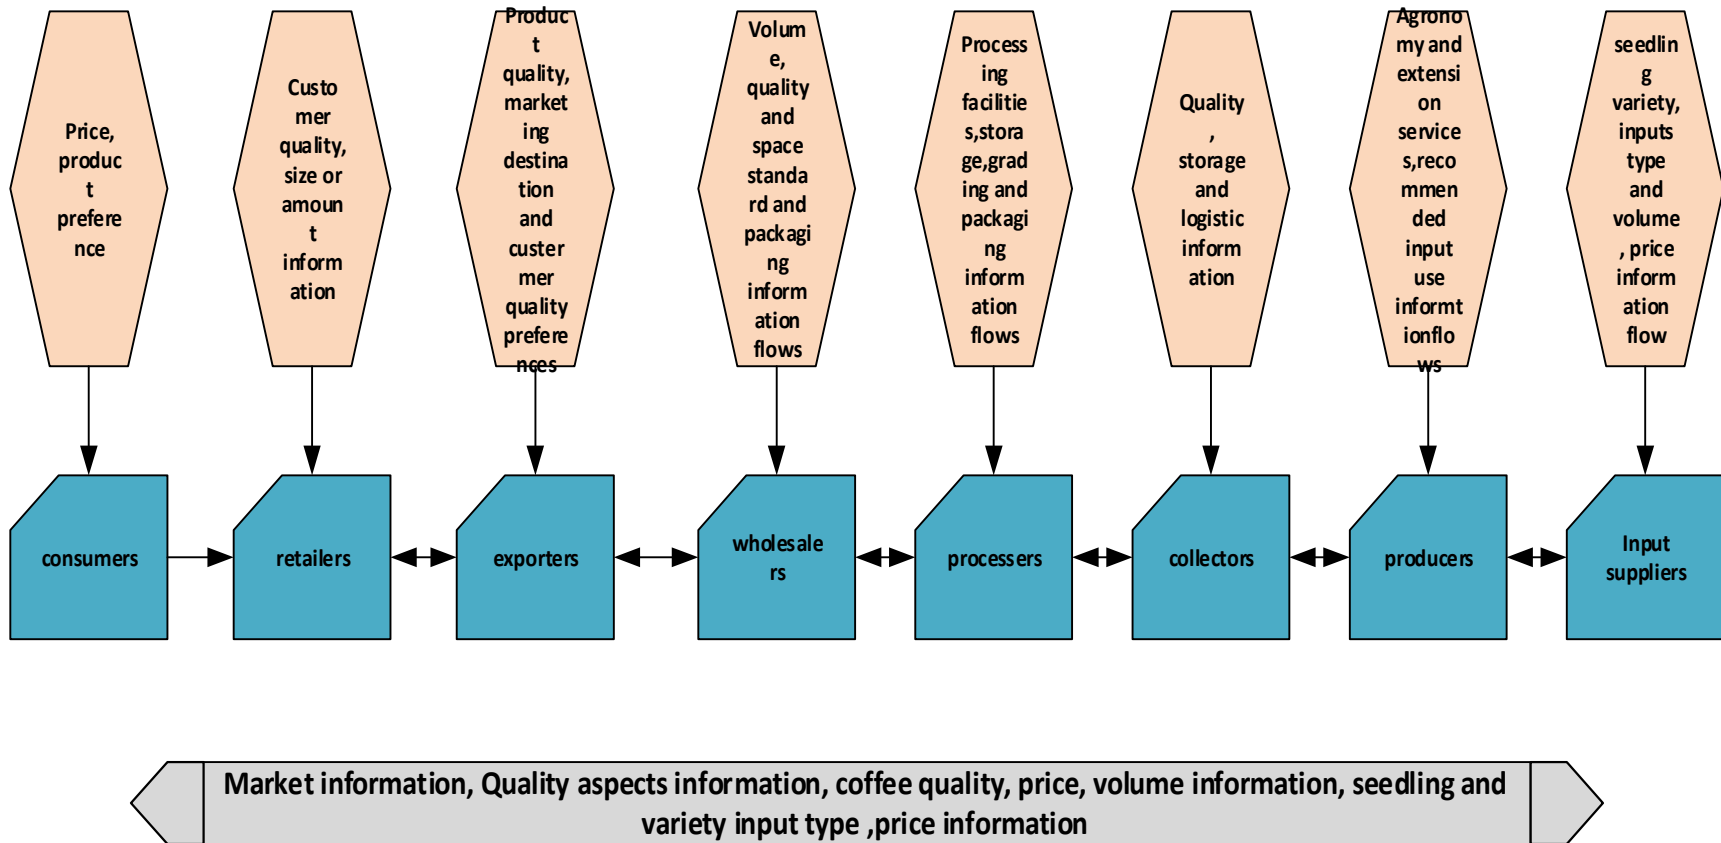 Price,
produc
t
prefere
nce
Custo
mer
quality,
size or
amoun
t
inform
ation
Produc
t
quality,
market
ing
destina
tion
and
custer
mer
quality
prefere
nces
Volum
e,
quality
and
space
standa
rd and
packagi
ng
inform
ation
flows
Process
ing
facilitie
s,stora
ge,grad
ing and
packagi
ng
inform
ation
flows
Quality
,
storage
and
logistic
inform
ation
Agrono
my and
extensi
on
service
s,reco
mmen
ded
input
use
informt
ionflo
ws
seedlin
g
variety,
inputs
type
and
volume
, price
inform
ation
flow
consumers
retailers
exporters
wholesale
rs
processers
collectors
producers
Input
suppliers
Market information, Quality aspects information, coffee quality, price, volume information, seedling and
variety input type ,price information